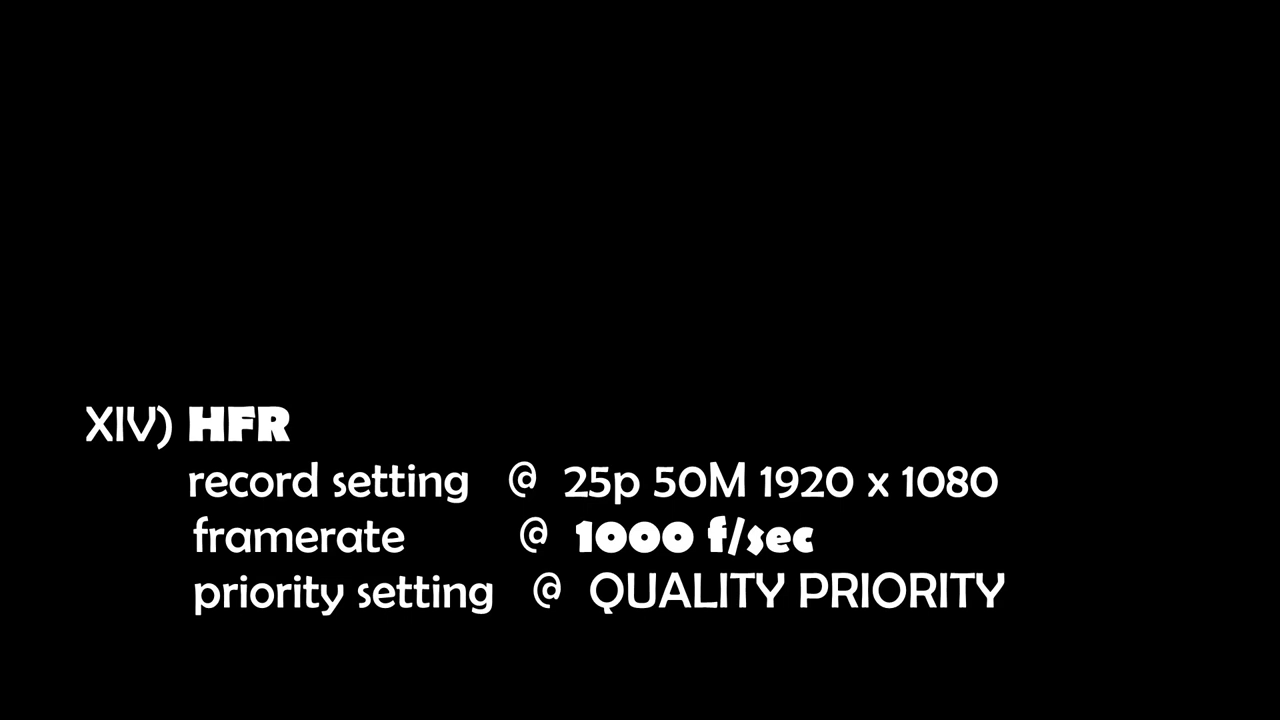 XIV) HFR
record setting @ 25p 50M 1920 x 1080
framerate @ 1000 f/sec
priority setting @ QUALITY PRIORITY